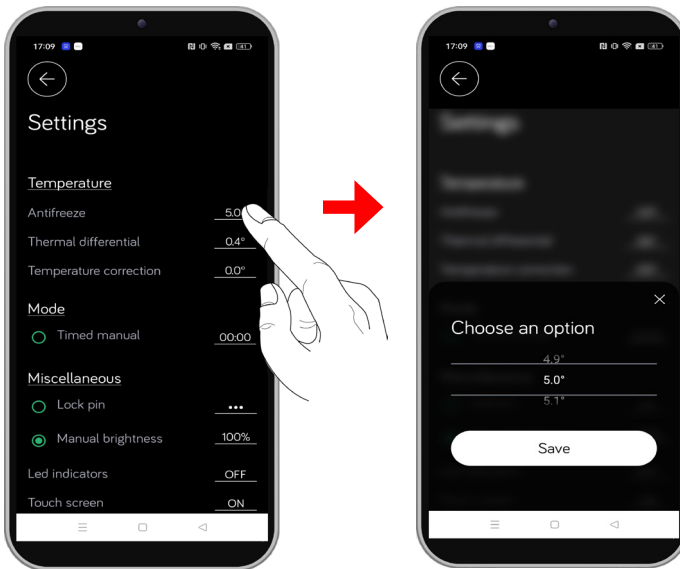 17:09
41
Settings
Temperature
Antifreeze 5.0
Thermal differential 0.4°
Temperature correction 0.0°
Mode
Timed manual 00:00
Miscellaneous
Lock pin •••
Manual brightness 100%
Led indicators OFF
Touch screen ON
17:09
41
Choose an option
4.9°
5.0°
5.1°
Save